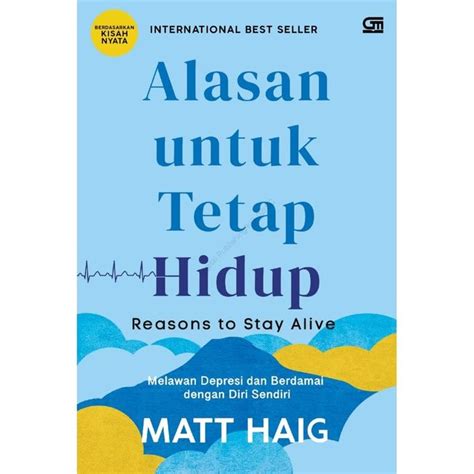 BERDASARKAN
KISAH
NYATA
INTERNATIONAL BEST SELLER
GM
Alasan
untuk
Tetap
Hidup
Reasons to Stay Alive
Melawan Depresi dan Berdamai
dengan Diri Sendiri
MATT HAIG